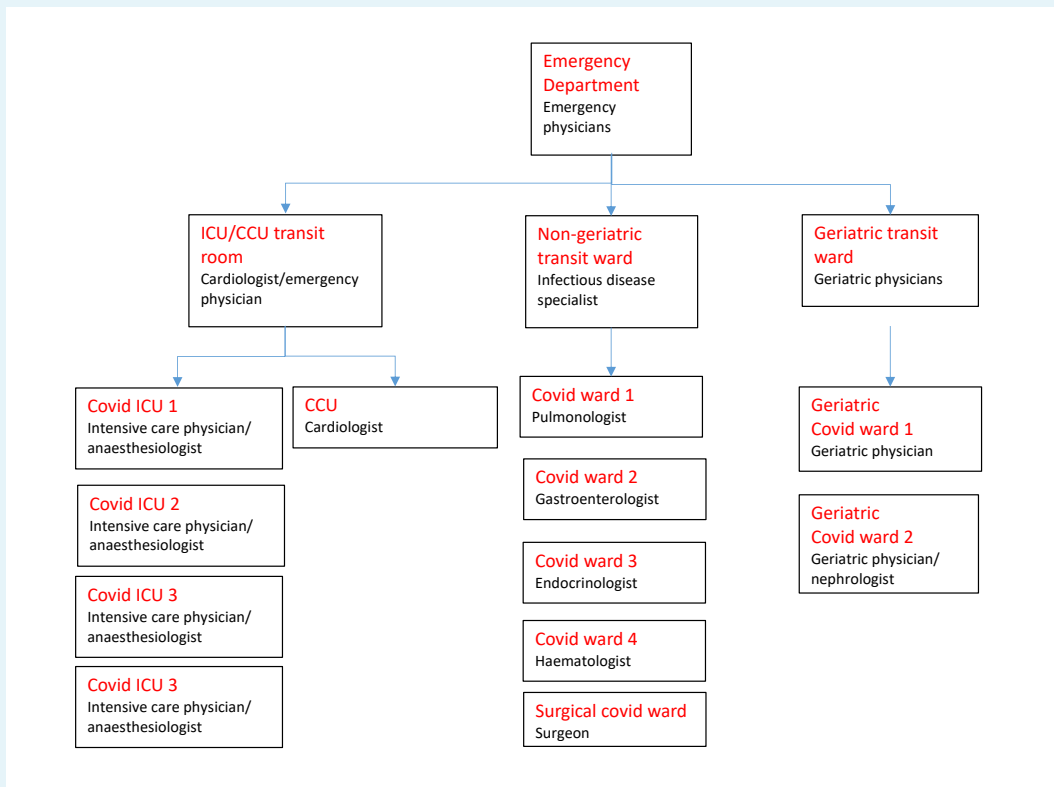 Emergency
Department
Emergency
physicians
ICU/CCU transit
room
Cardiologist/emergency
physician
Non-geriatric
transit ward
Infectious disease
specialist
Geriatric transit
ward
Geriatric physicians
Covid ICU 1
Intensive care physician/
anaesthesiologist
CCU
Cardiologist
Covid ward 1
Pulmonologist
Geriatric
Covid ward 1
Geriatric physician
Covid ICU 2
Intensive care physician/
anaesthesiologist
Covid ward 2
Gastroenterologist
Geriatric
Covid ward 2
Geriatric physician/
nephrologist
Covid ICU 3
Intensive care physician/
anaesthesiologist
Covid ward 3
Endocrinologist
Covid ward 4
Haematologist
Covid ICU 3
Intensive care physician/
anaesthesiologist
Surgical covid ward
Surgeon